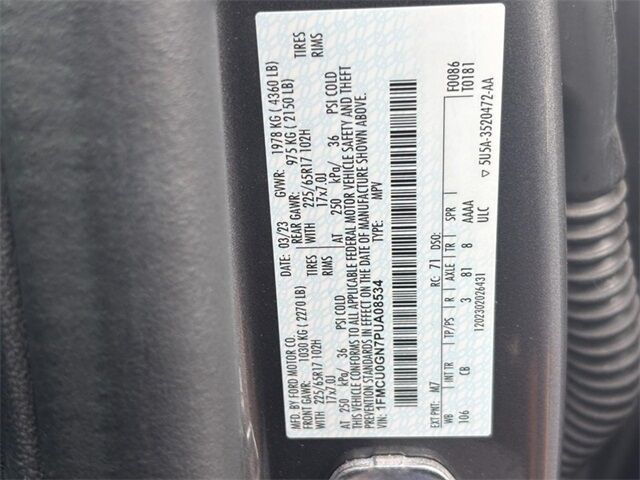 MFD. BY FORD MOTOR CO. DATE: 03/23 GVWR: 1978 KG ( 4360 LB)
FRONT GAWR: 1030 KG ( 2270 LB) REAR GAWR: 975 KG ( 2150 LB)
225/65R17 102H TIRES WITH 225/65R17 102H TIRES
17x7.0J RIMS 17x7.0J RIMS
AT 250 kPa/ 36 PSI COLD AT 250 kPa/ 36 PSI COLD
THIS VEHICLE CONFORMS TO ALL APPLICABLE FEDERAL MOTOR VEHICLE SAFETY AND THEFT
PREVENTION STANDARDS IN EFFECT ON THE DATE OF MANUFACTURE SHOWN ABOVE.
VIN: 1FMCU0GN7PUA08534 TYPE: MPV
F0086
T0181
EXT PNT: M7 RC: 71 DSO:
WB INT TR TP/PS R AXLE TR SPR
106 CB 3 81 8 AAAA
ULC
1202302026431
▽ 5U5A-3520472-AA